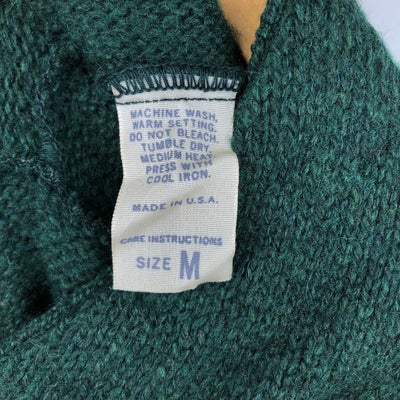 MACHINE WASH,
WARM SETTING.
DO NOT BLEACH.
TUMBLE DRY,
MEDIUM HEAT
PRESS WITH
COOL IRON.
MADE IN U.S.A.
CARE INSTRUCTIONS
SIZE M